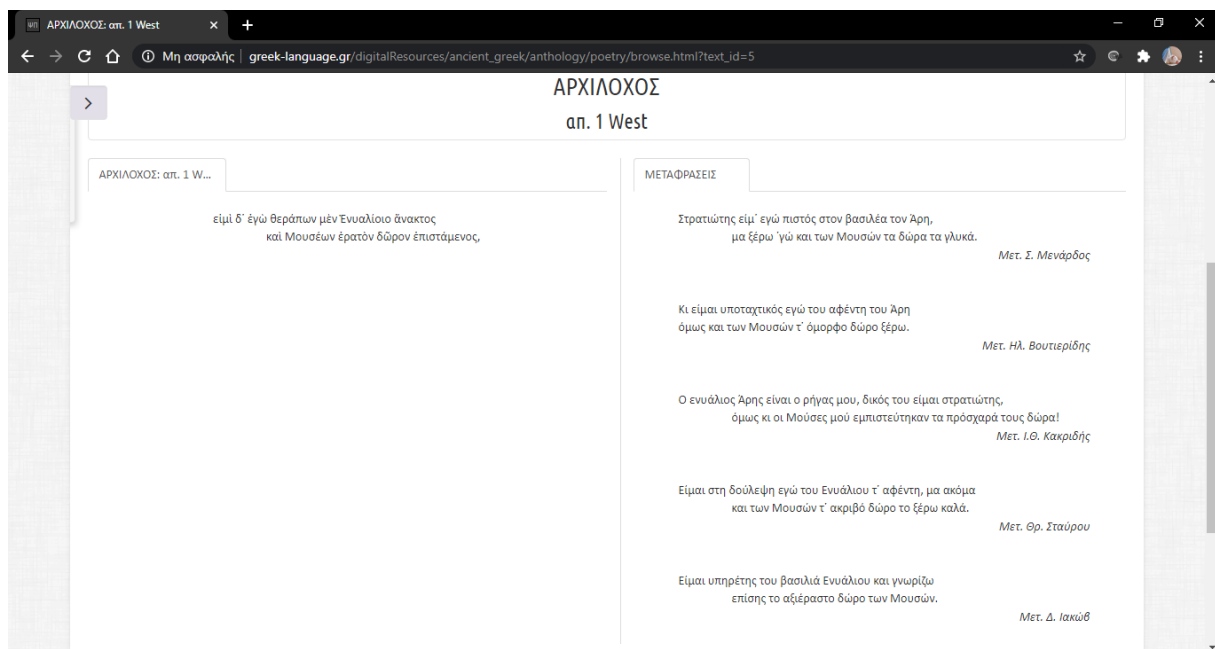 ΑΡΧΙΛΟΧΟΣ: απ. 1 West
Μη ασφαλής
greek-language.gr/digitalResources/ancient_greek/anthology/poetry/browse.html?text_id=5
ΑΡΧΙΛΟΧΟΣ
απ. 1 West
ΑΡΧΙΛΟΧΟΣ: απ. 1 W...
εἰμὶ δ᾽ ἐγὼ θεράπων μὲν Ἐνυαλίοιο ἄνακτος
καὶ Μουσέων ἐρατὸν δῶρον ἐπιστάμενος,
ΜΕΤΑΦΡΑΣΕΙΣ
Στρατιώτης είμ᾽ εγώ πιστός στον βασιλέα τον Άρη,
μα ξέρω ᾽γώ και των Μουσών τα δώρα τα γλυκά.
Μετ. Σ. Μενάρδος
Κι είμαι υποταχτικός εγώ του αφέντη του Άρη
όμως και των Μουσών τ᾽ όμορφο δώρο ξέρω.
Μετ. Ηλ. Βουτιερίδης
Ο ενυάλιος Άρης είναι ο ρήγας μου, δικός του είμαι στρατιώτης,
όμως κι οι Μούσες μού εμπιστεύτηκαν τα πρόσχαρά τους δώρα!
Μετ. Ι.Θ. Κακριδής
Είμαι στη δούλεψη εγώ του Ενυάλιου τ᾽ αφέντη, μα ακόμα
και των Μουσών τ᾽ ακριβό δώρο το ξέρω καλά.
Μετ. Θρ. Σταύρου
Είμαι υπηρέτης του βασιλιά Ενυάλιου και γνωρίζω
επίσης το αξιέραστο δώρο των Μουσών.
Μετ. Δ. Ιακώβ